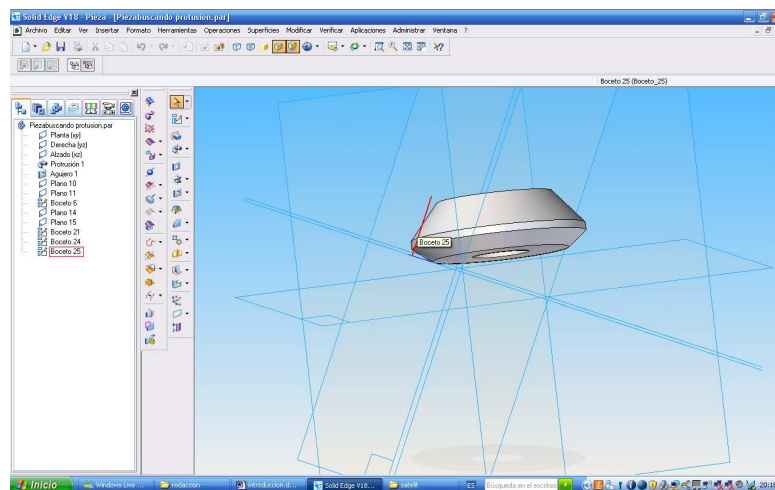 Solid Edge V18 - Pieza - [Piezabuscando protusion.par]
Archivo Editar Ver Insertar Formato Herramientas Operaciones Superficies Modificar Verificar Aplicaciones Administrar Ventana ?
Boceto 25 (Boceto_25)
Piezabuscando protusion.par
Planta (xy)
Derecha (yz)
Alzado (xz)
Protrusión 1
Agujero 1
Plano 10
Plano 11
Boceto 6
Plano 14
Plano 15
Boceto 21
Boceto 24
Boceto 25
Boceto 25
Inicio Windows Live ... redaccion introduccion.d... Solid Edge V18... satelit ES Búsqueda en el escritorio 20:18